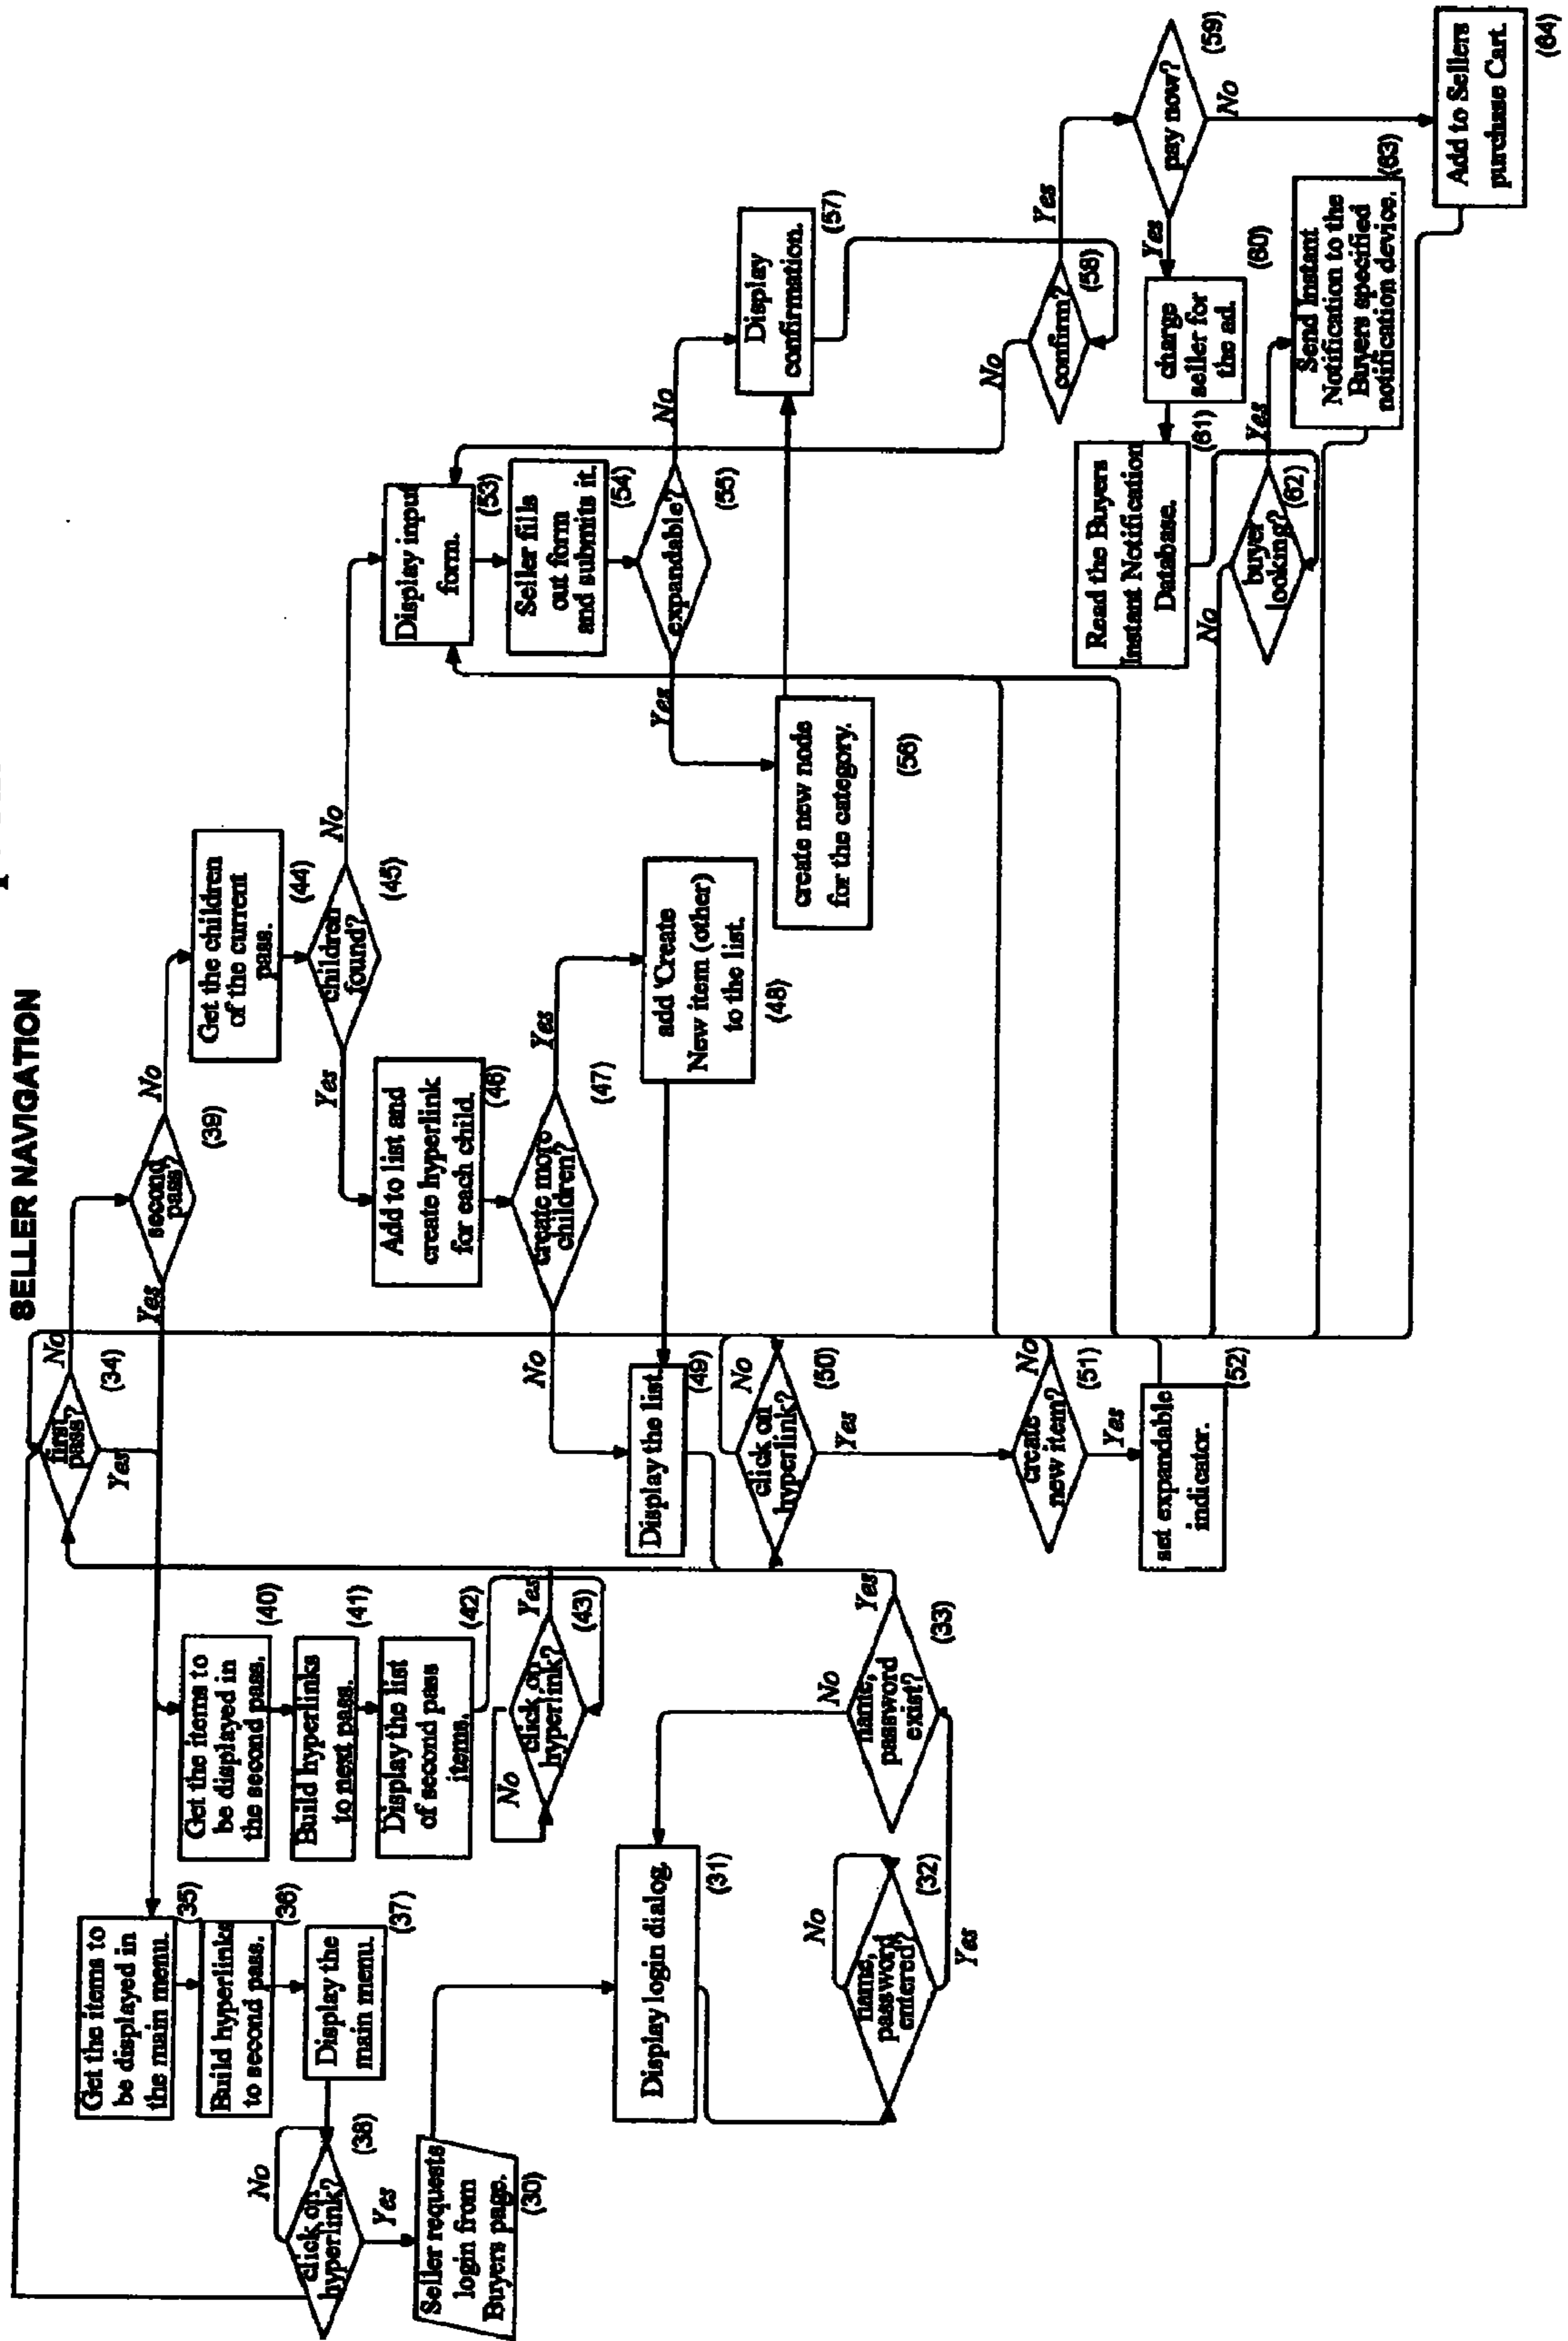 SELLER NAVIGATION
first
pass?
(34)
No
Yes
second
pass?
(39)
No
Yes
Get the items to
be displayed in
the main menu.
(35)
Build hyperlinks
to second pass.
(36)
Display the
main menu.
(37)
click on
hyperlink?
(38)
No
Yes
Seller requests
login from
Buyers page.
(30)
Get the items to
be displayed in
the second pass.
(40)
Build hyperlinks
to next pass.
(41)
Display the list
of second pass
items.
(42)
click on
hyperlink?
(43)
No
Yes
Display login dialog.
(31)
name,
password
entered?
(32)
No
Yes
name,
password
exist?
(33)
No
Yes
Get the children
of the current
pass.
(44)
children
found?
(45)
No
Yes
Add to list and
create hyperlink
for each child.
(46)
create more
children?
(47)
Yes
No
add 'Create
New item (other)
to the list.
(48)
Display the list.
(49)
click on
hyperlink?
(50)
No
Yes
create
new item?
(51)
No
Yes
set expandable
indicator.
(52)
Display input
form.
(53)
Seller fills
out form
and submits it.
(54)
expandable?
(55)
No
Yes
create new node
for the category.
(56)
Display
confirmation.
(57)
confirm?
(58)
No
Yes
pay now?
(59)
Yes
No
charge
seller for
the ad.
(60)
Read the Buyers
Instant Notification
Database.
(61)
buyer
looking?
(62)
No
Yes
Send Instant
Notification to the
Buyers specified
notification device.
(63)
Add to Sellers
purchase Cart.
(64)